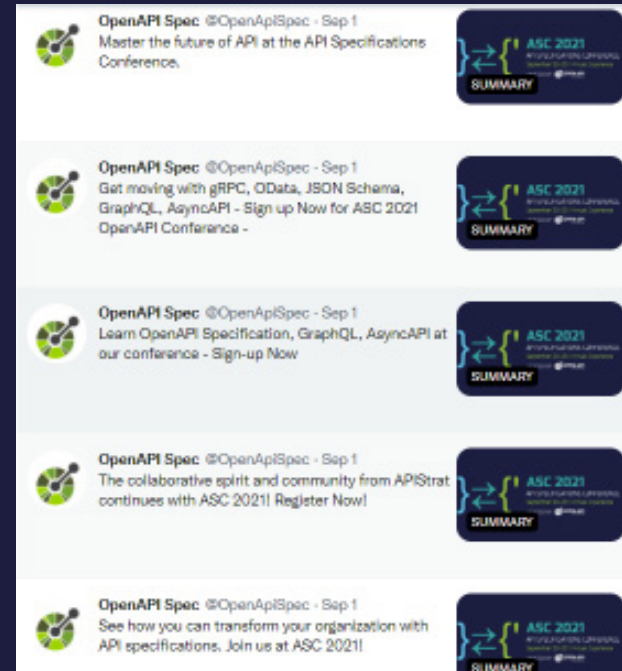 OpenAPI Spec @OpenApiSpec - Sep 1
Master the future of API at the API Specifications
Conference.
ASC 2021
SUMMARY
OpenAPI Spec @OpenApiSpec - Sep 1
Get moving with gRPC, OData, JSON Schema,
GraphQL, AsyncAPI - Sign up Now for ASC 2021
OpenAPI Conference -
ASC 2021
SUMMARY
OpenAPI Spec @OpenApiSpec - Sep 1
Learn OpenAPI Specification, GraphQL, AsyncAPI at
our conference - Sign-up Now
ASC 2021
SUMMARY
OpenAPI Spec @OpenApiSpec - Sep 1
The collaborative spirit and community from APIStrat
continues with ASC 2021! Register Now!
ASC 2021
SUMMARY
OpenAPI Spec @OpenApiSpec - Sep 1
See how you can transform your organization with
API specifications. Join us at ASC 2021!
ASC 2021
SUMMARY